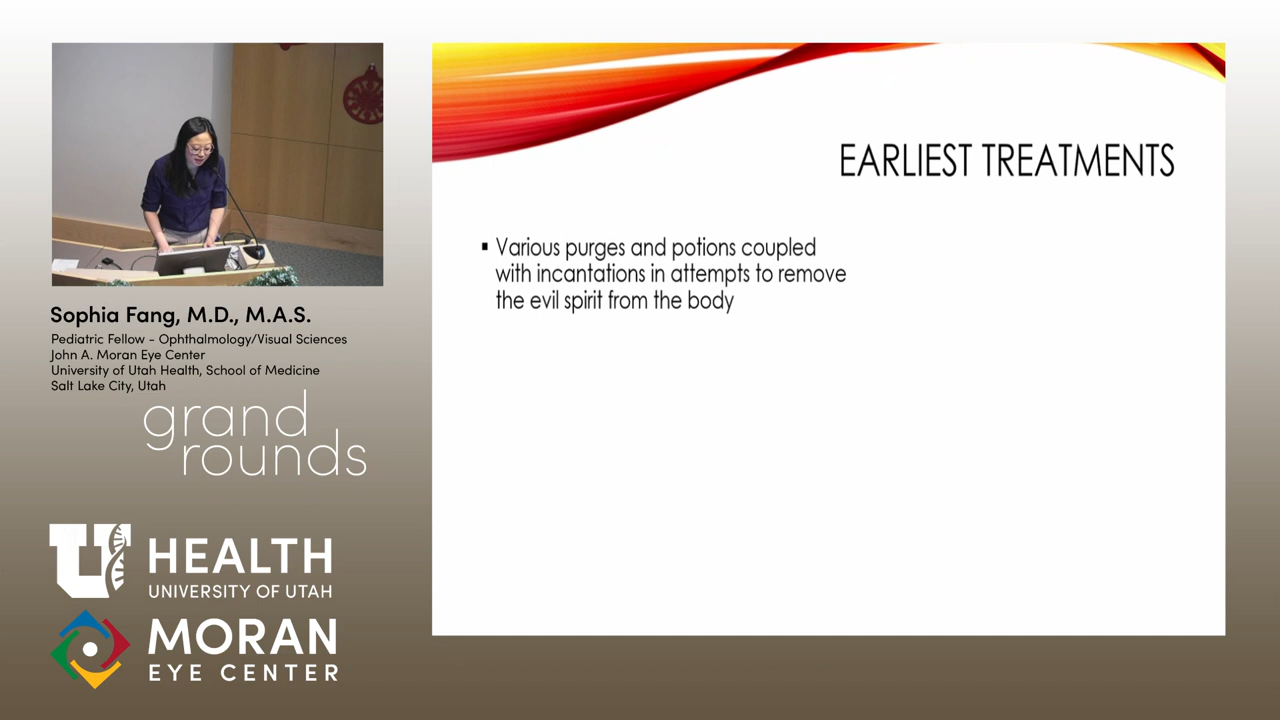 Sophia Fang, M.D., M.A.S.
Pediatric Fellow - Ophthalmology/Visual Sciences
John A. Moran Eye Center
University of Utah Health, School of Medicine
Salt Lake City, Utah
grand
rounds
U HEALTH
UNIVERSITY OF UTAH
MORAN
EYE CENTER
EARLIEST TREATMENTS
▪ Various purges and potions coupled
with incantations in attempts to remove
the evil spirit from the body